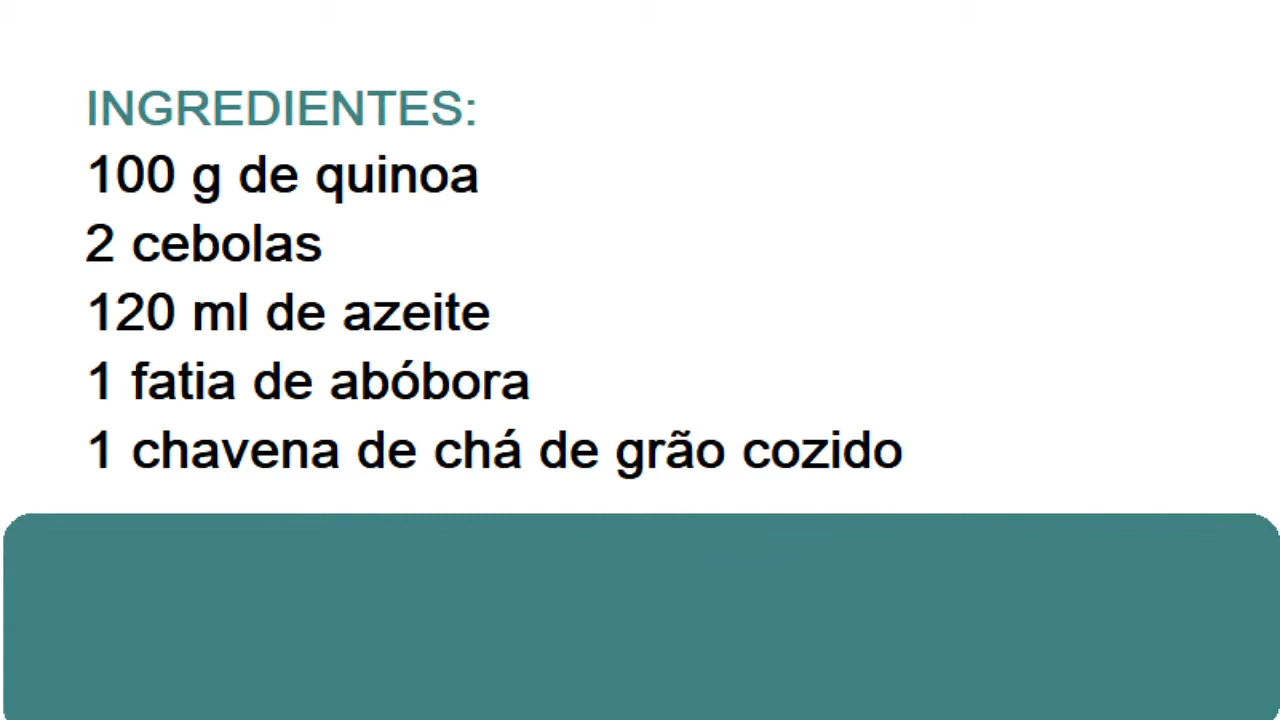 INGREDIENTES:
100 g de quinoa
2 cebolas
120 ml de azeite
1 fatia de abóbora
1 chavena de chá de grão cozido